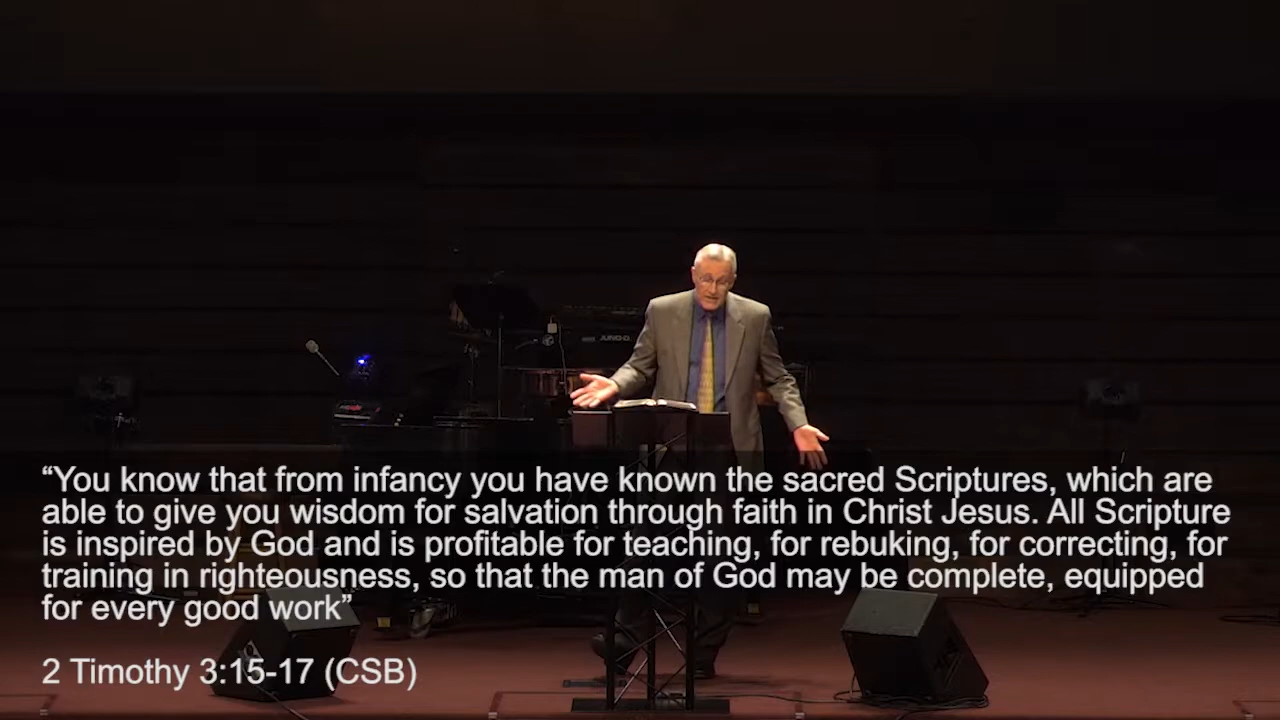 JUNO-D
“You know that from infancy you have known the sacred Scriptures, which are
able to give you wisdom for salvation through faith in Christ Jesus. All Scripture
is inspired by God and is profitable for teaching, for rebuking, for correcting, for
training in righteousness, so that the man of God may be complete, equipped
for every good work”
2 Timothy 3:15-17 (CSB)